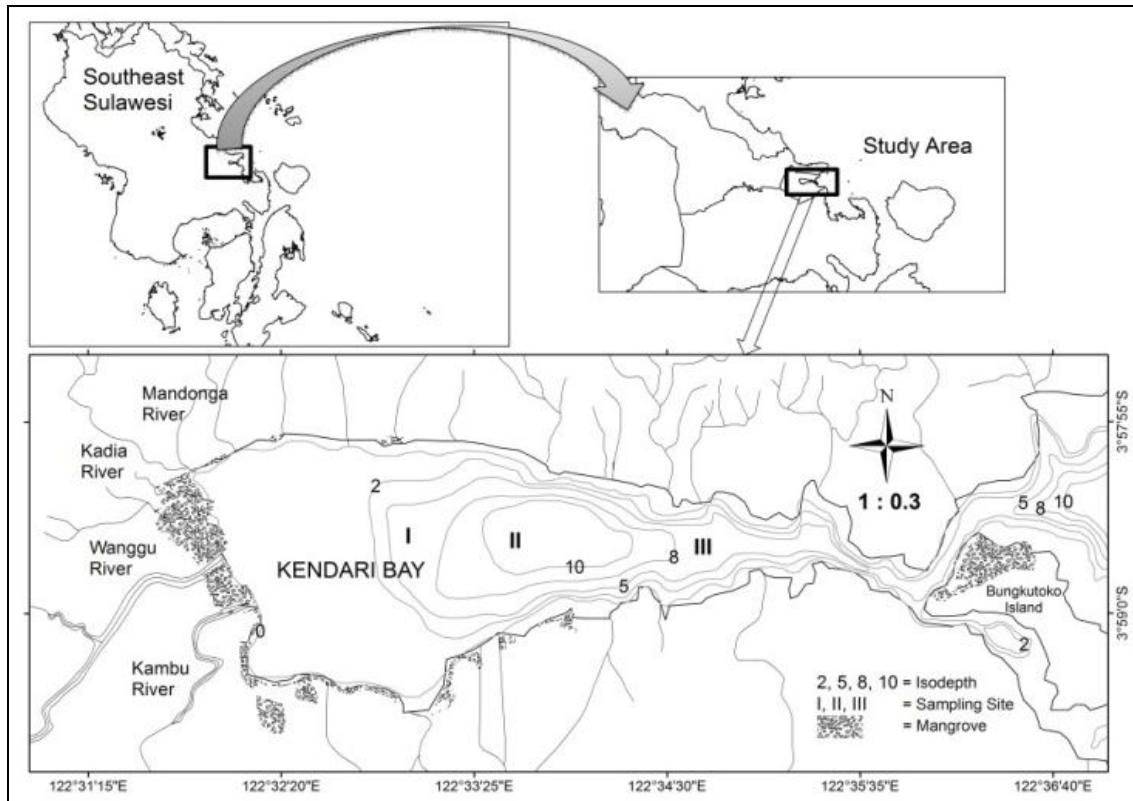 Southeast
Sulawesi
Study Area
Mandonga
River
Kadia
River
Wanggu
River
Kambu
River
KENDARI BAY
0
2
I
II
III
10
8
5
N
1 : 0.3
5
8
10
Bungkutoko
Island
2
2, 5, 8, 10 = Isodepth
I, II, III = Sampling Site
= Mangrove
3°57'55"S
3°59'0"S
122°31'15"E
122°32'20"E
122°33'25"E
122°34'30"E
122°35'35"E
122°36'40"E